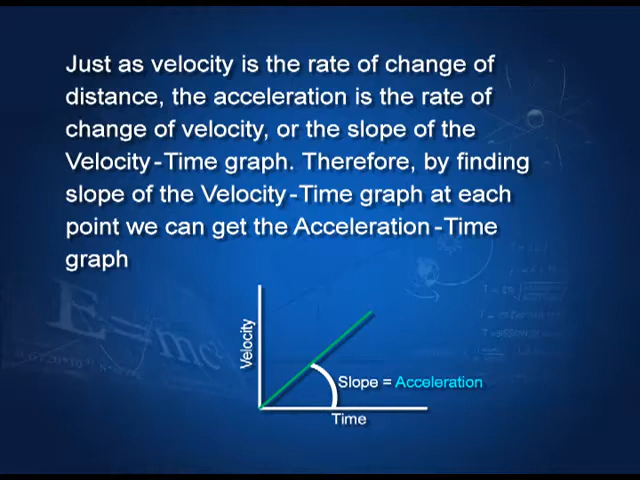 Just as velocity is the rate of change of
distance, the acceleration is the rate of
change of velocity, or the slope of the
Velocity-Time graph. Therefore, by finding
slope of the Velocity-Time graph at each
point we can get the Acceleration-Time
graph
Velocity
Slope = Acceleration
Time
E=mc²